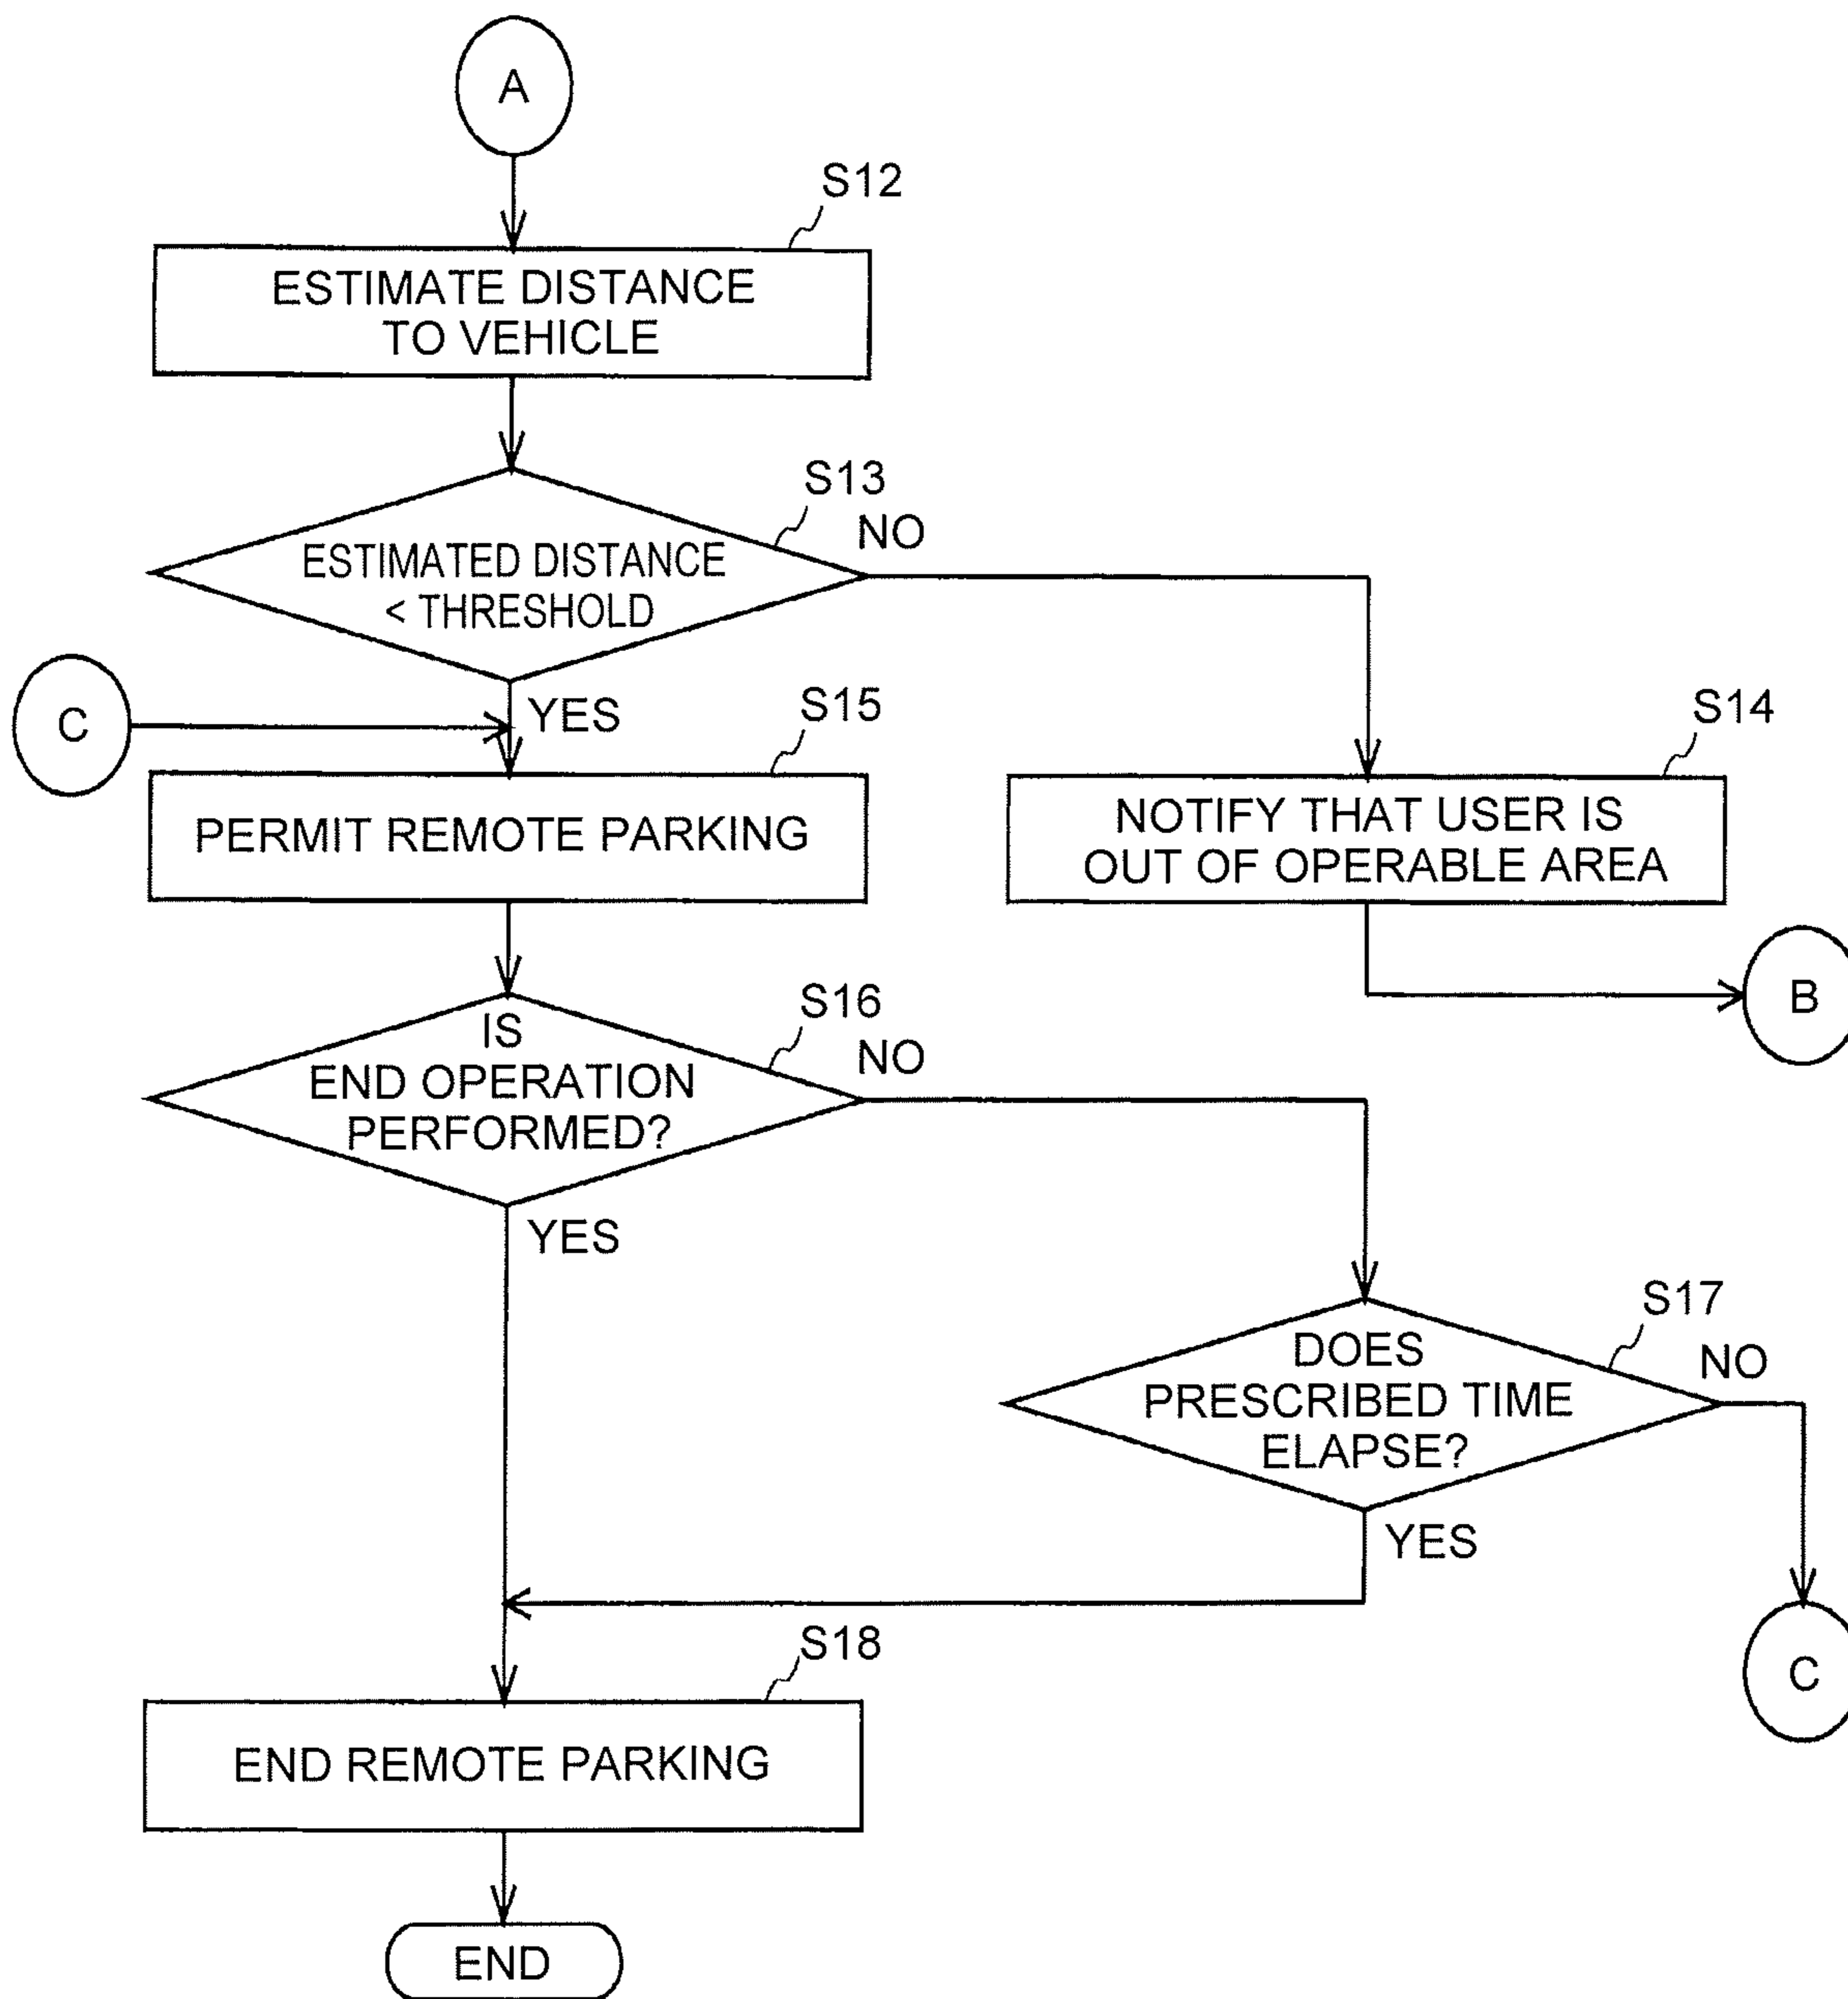 A
S12
ESTIMATE DISTANCE
TO VEHICLE
S13
NO
ESTIMATED DISTANCE
< THRESHOLD
C
YES
S15
S14
PERMIT REMOTE PARKING
NOTIFY THAT USER IS
OUT OF OPERABLE AREA
B
S16
NO
IS
END OPERATION
PERFORMED?
YES
S17
NO
DOES
PRESCRIBED TIME
ELAPSE?
YES
C
S18
END REMOTE PARKING
END